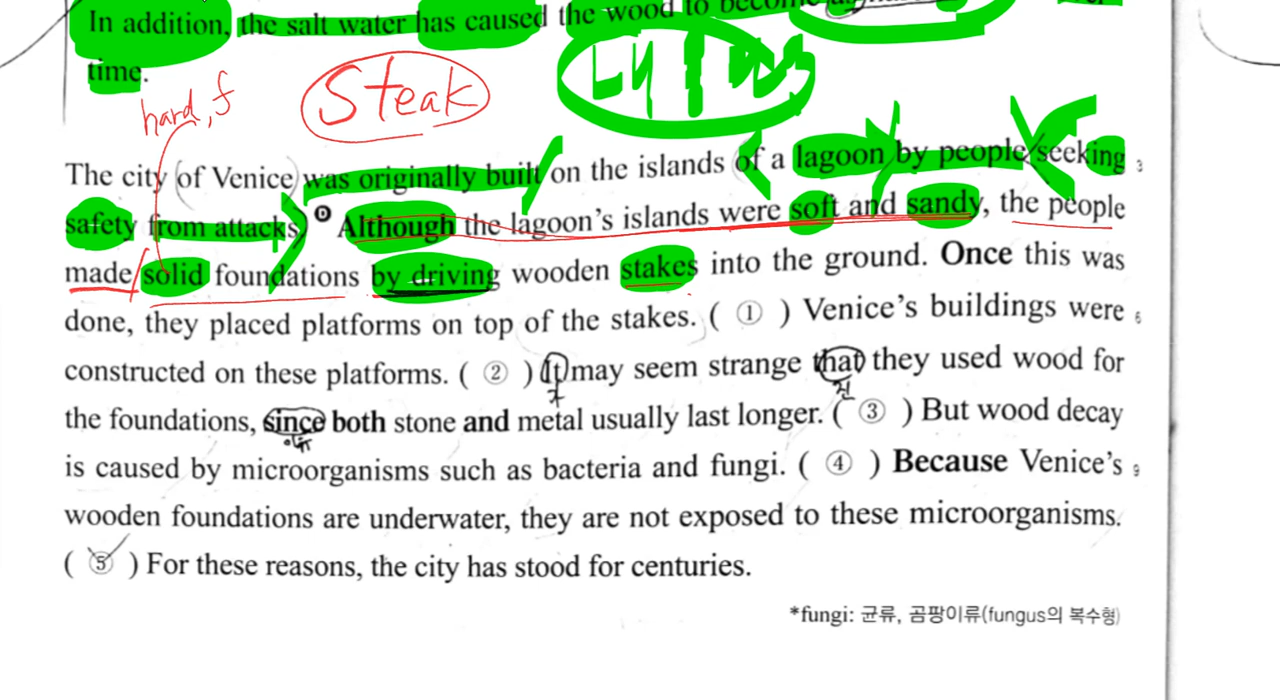 In addition, the salt water has caused the wood to become
time.
hard, f
Steak
The city of Venice was originally built on the islands of a lagoon by people seeking 3
safety from attacks. ❶ Although the lagoon's islands were soft and sandy, the people
made solid foundations by driving wooden stakes into the ground. Once this was
done, they placed platforms on top of the stakes. ( ① ) Venice's buildings were 6
constructed on these platforms. ( ② ) It may seem strange that they used wood for
the foundations, since both stone and metal usually last longer. ( ③ ) But wood decay
is caused by microorganisms such as bacteria and fungi. ( ④ ) Because Venice's 9
wooden foundations are underwater, they are not exposed to these microorganisms.
( ⑤ ) For these reasons, the city has stood for centuries.
*fungi: 균류, 곰팡이류(fungus의 복수형)